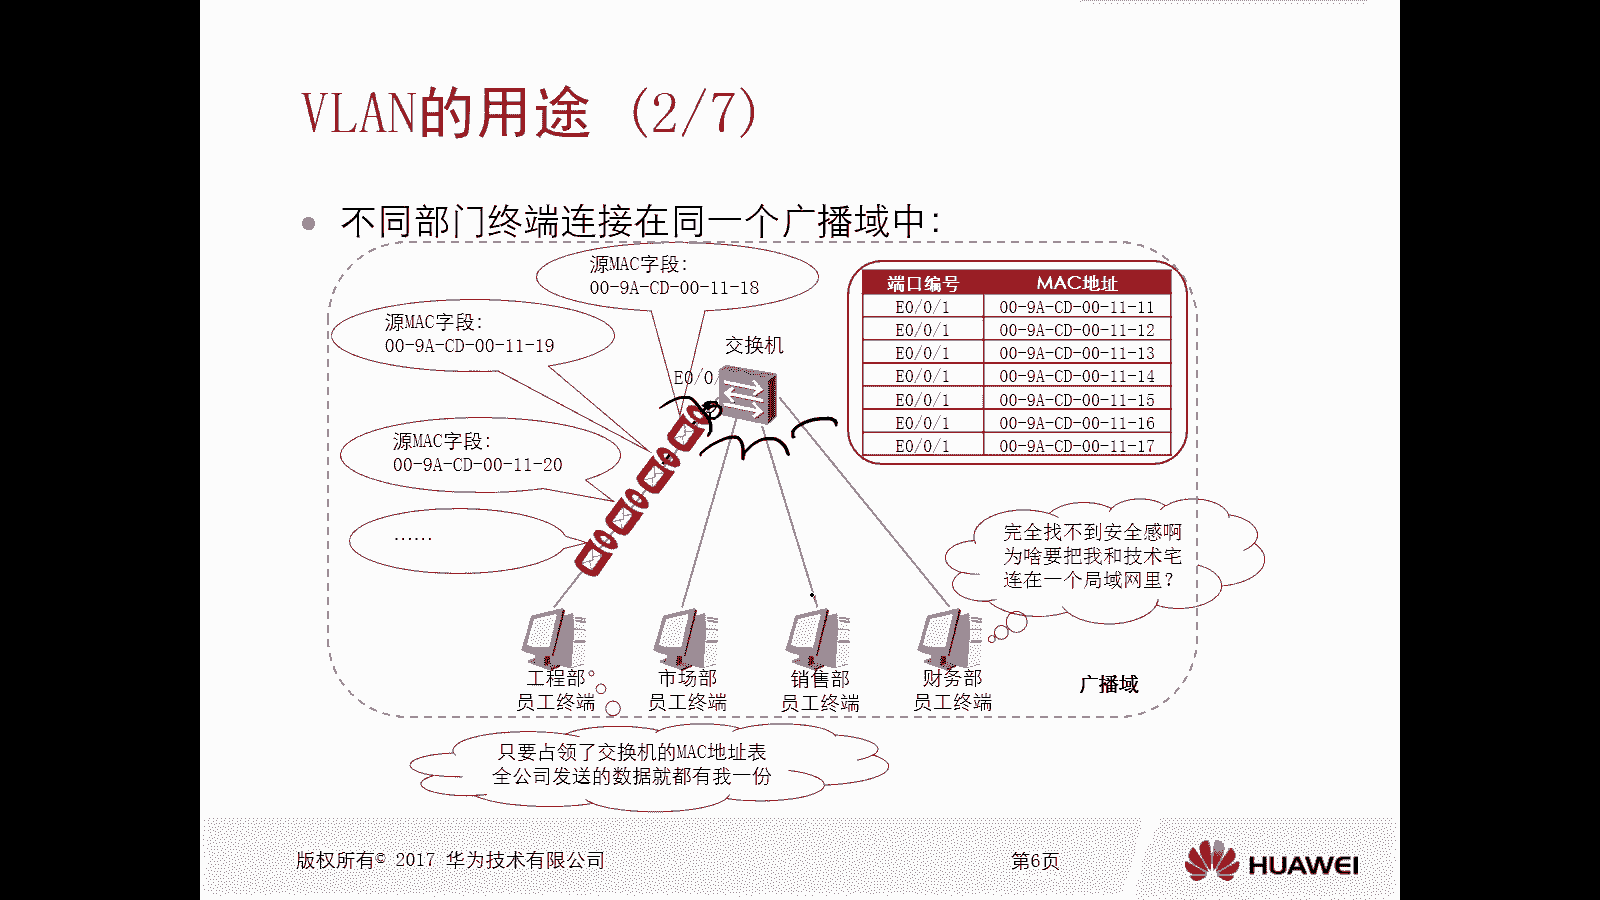 VLAN的用途 (2/7)
不同部门终端连接在同一个广播域中:
源MAC字段:
00-9A-CD-00-11-18
源MAC字段:
00-9A-CD-00-11-19
源MAC字段:
00-9A-CD-00-11-20
……
交换机
E0/0/
端口编号 MAC地址
E0/0/1 00-9A-CD-00-11-11
E0/0/1 00-9A-CD-00-11-12
E0/0/1 00-9A-CD-00-11-13
E0/0/1 00-9A-CD-00-11-14
E0/0/1 00-9A-CD-00-11-15
E0/0/1 00-9A-CD-00-11-16
E0/0/1 00-9A-CD-00-11-17
完全找不到安全感啊
为啥要把我和技术宅
连在一个局域网里?
工程部
员工终端
市场部
员工终端
销售部
员工终端
财务部
员工终端
广播域
只要占领了交换机的MAC地址表
全公司发送的数据就都有我一份
版权所有© 2017 华为技术有限公司
第6页
HUAWEI